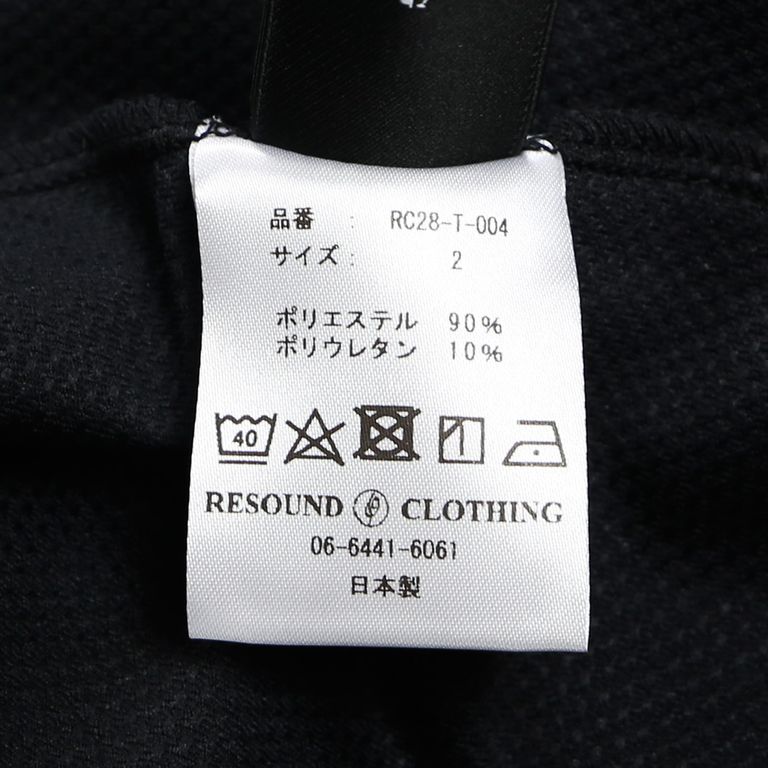 品番 : RC28-T-004
サイズ : 2
ポリエステル 90%
ポリウレタン 10%
40
RESOUND CLOTHING
06-6441-6061
日本製